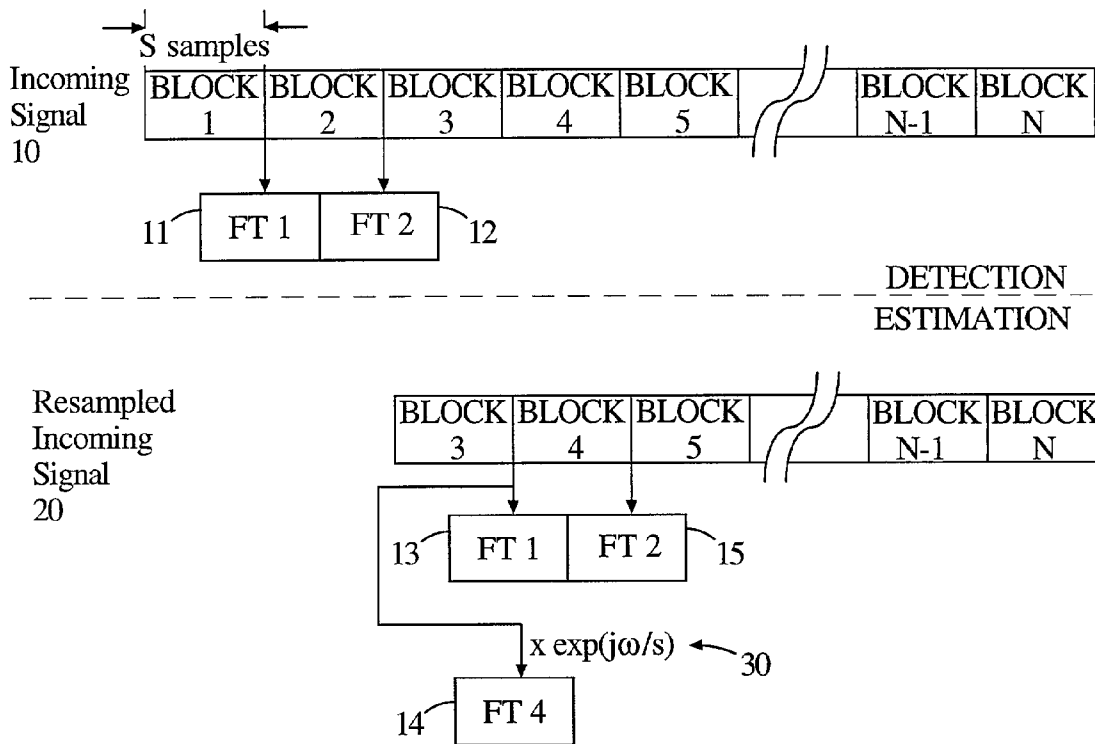 S samples
Incoming
Signal
10
BLOCK 1
BLOCK 2
BLOCK 3
BLOCK 4
BLOCK 5
BLOCK N-1
BLOCK N
11
FT 1
FT 2
12
DETECTION
ESTIMATION
Resampled
Incoming
Signal
20
BLOCK 3
BLOCK 4
BLOCK 5
BLOCK N-1
BLOCK N
13
FT 1
FT 2
15
x exp(jω/s)
30
14
FT 4